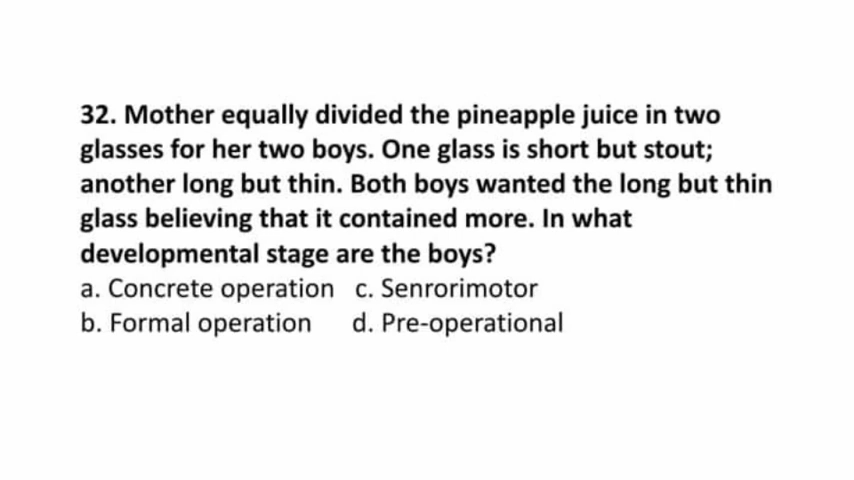 32. Mother equally divided the pineapple juice in two
glasses for her two boys. One glass is short but stout;
another long but thin. Both boys wanted the long but thin
glass believing that it contained more. In what
developmental stage are the boys?
a. Concrete operation c. Senrorimotor
b. Formal operation d. Pre-operational